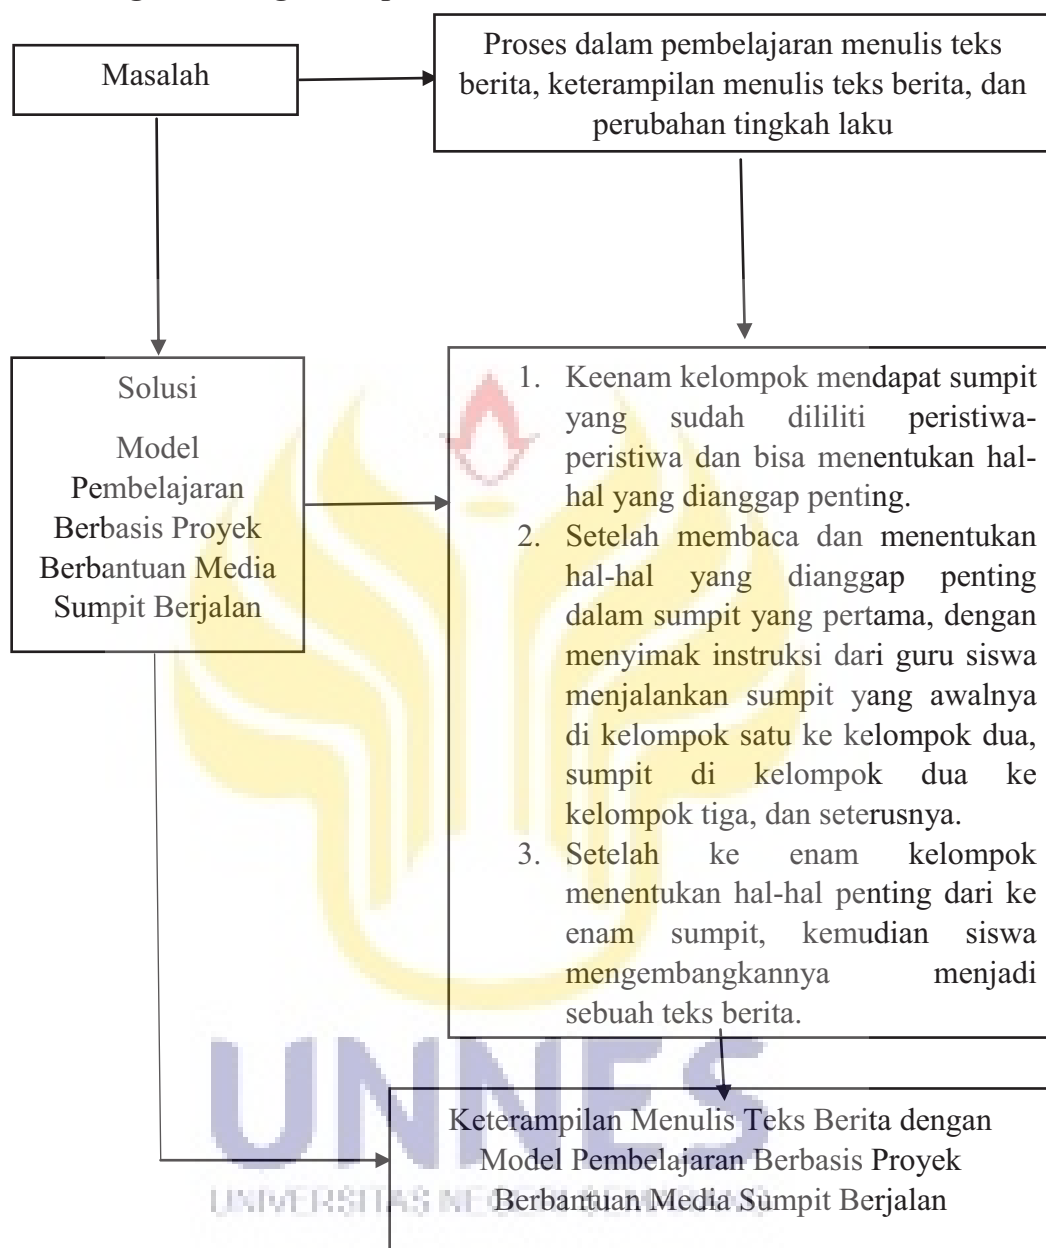 Masalah
Proses dalam pembelajaran menulis teks
berita, keterampilan menulis teks berita, dan
perubahan tingkah laku
Solusi
Model
Pembelajaran
Berbasis Proyek
Berbantuan Media
Sumpit Berjalan
1. Keenam kelompok mendapat sumpit
yang sudah dililiti peristiwa-
peristiwa dan bisa menentukan hal-
hal yang dianggap penting.
2. Setelah membaca dan menentukan
hal-hal yang dianggap penting
dalam sumpit yang pertama, dengan
menyimak instruksi dari guru siswa
menjalankan sumpit yang awalnya
di kelompok satu ke kelompok dua,
sumpit di kelompok dua ke
kelompok tiga, dan seterusnya.
3. Setelah ke enam kelompok
menentukan hal-hal penting dari ke
enam sumpit, kemudian siswa
mengembangkannya menjadi
sebuah teks berita.
UNNES
Keterampilan Menulis Teks Berita dengan
Model Pembelajaran Berbasis Proyek
Berbantuan Media Sumpit Berjalan
UNIVERSITAS